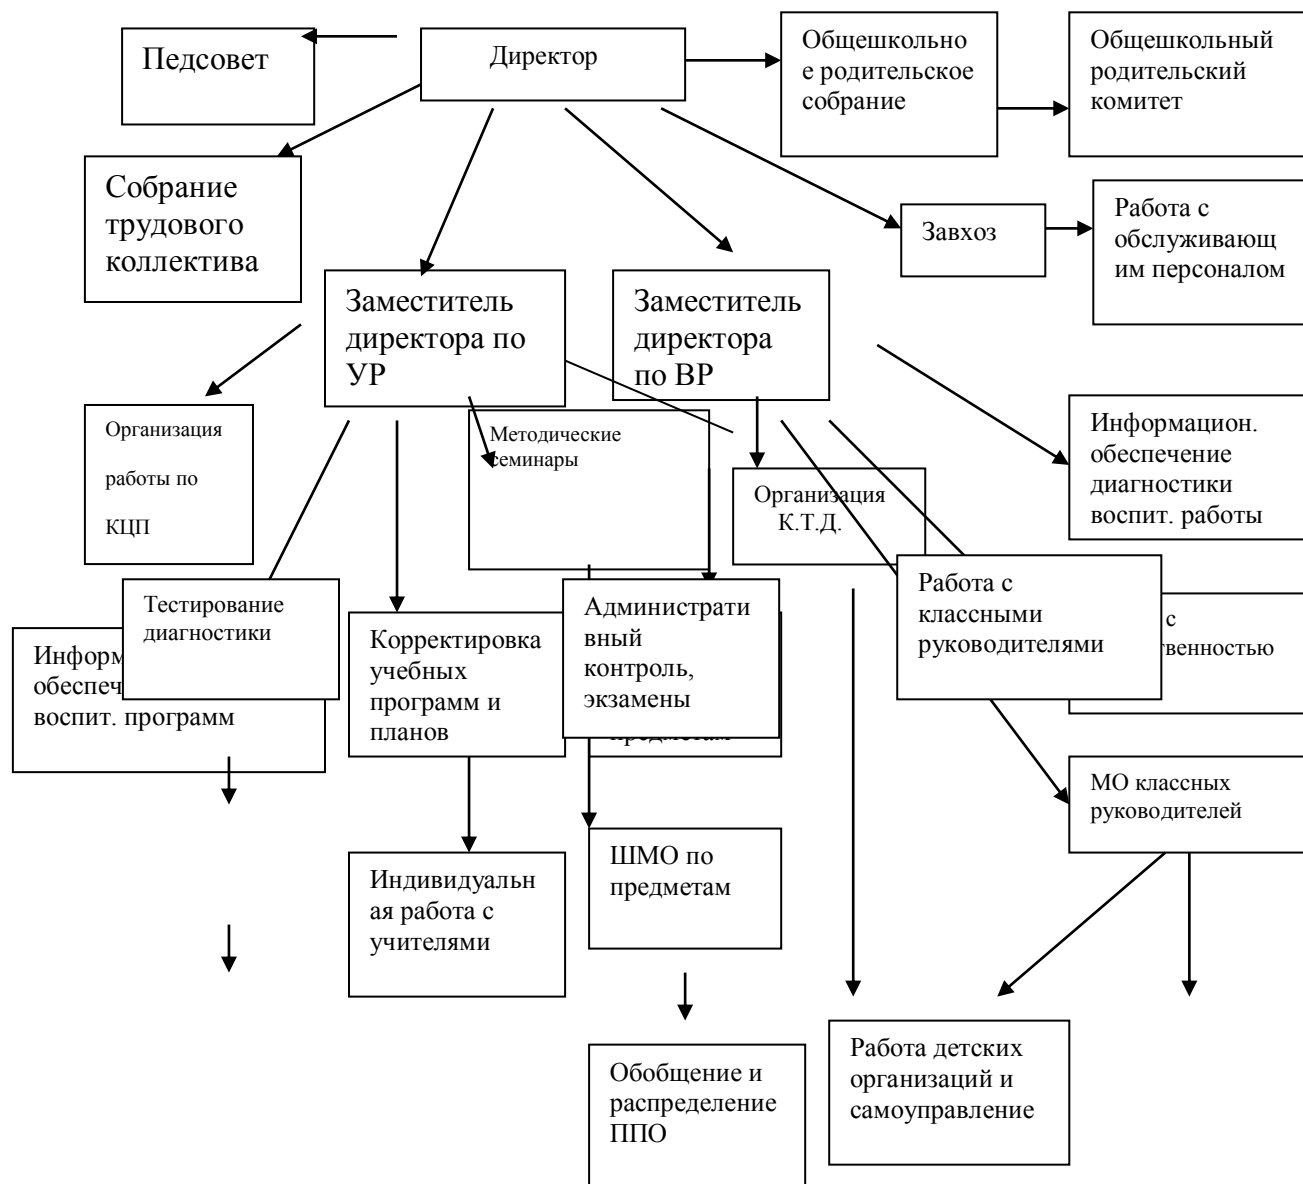 Педсовет
Директор
Общешкольно
е родительское
собрание
Общешкольный
родительский
комитет
Собрание
трудового
коллектива
Завхоз
Работа с
обслуживающ
им персоналом
Заместитель
директора по
УР
Заместитель
директора
по ВР
Организация
работы по
КЦП
Методические
семинары
Организация
К.Т.Д.
Информацион.
обеспечение
диагностики
воспит. работы
Тестирование
диагностики
воспит. программ
Корректировка
учебных
программ и
планов
Административ
вный
контроль,
экзамены
Работа с
классными
руководителями
с
МО классных
руководителей
Индивидуальн
ая работа с
учителями
ШМО по
предметам
Обобщение и
распределение
ППО
Работа детских
организаций и
самоуправление